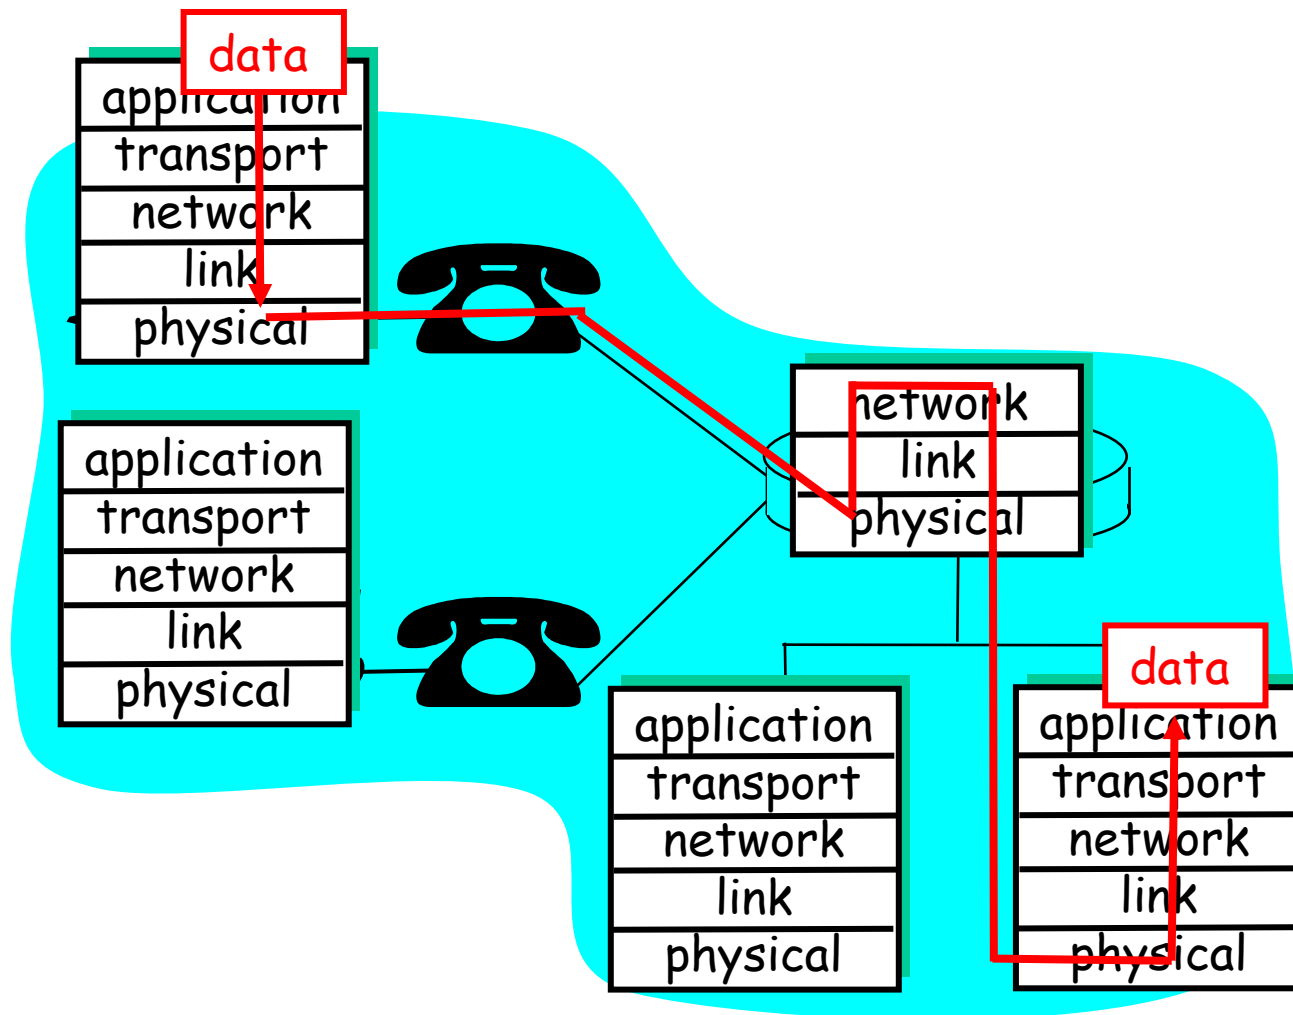 data
application
transport
network
link
physical
application
transport
network
link
physical
network
link
physical
application
transport
network
link
physical
data
application
transport
network
link
physical